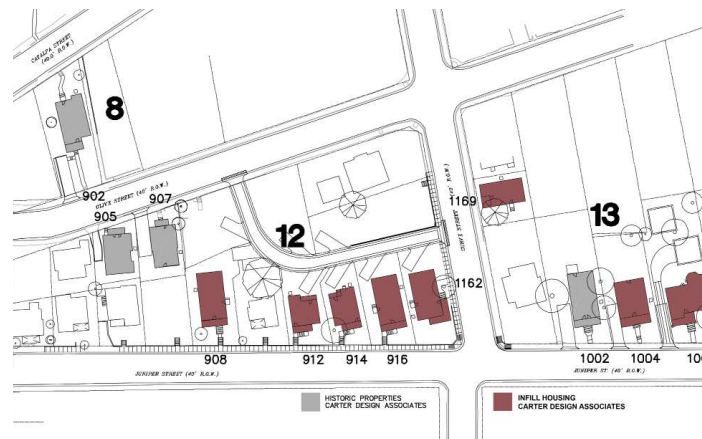 CATALPA STREET
(40.0' R.O.W.)
8
902
OLIVE STREET (40' R.O.W.)
905
907
12
1169
13
1162
908
912
914
916
1002
1004
JUNIPER STREET (40' R.O.W.)
JUNIPER ST. (40' R.O.W.)
HISTORIC PROPERTIES
CARTER DESIGN ASSOCIATES
INFILL HOUSING
CARTER DESIGN ASSOCIATES